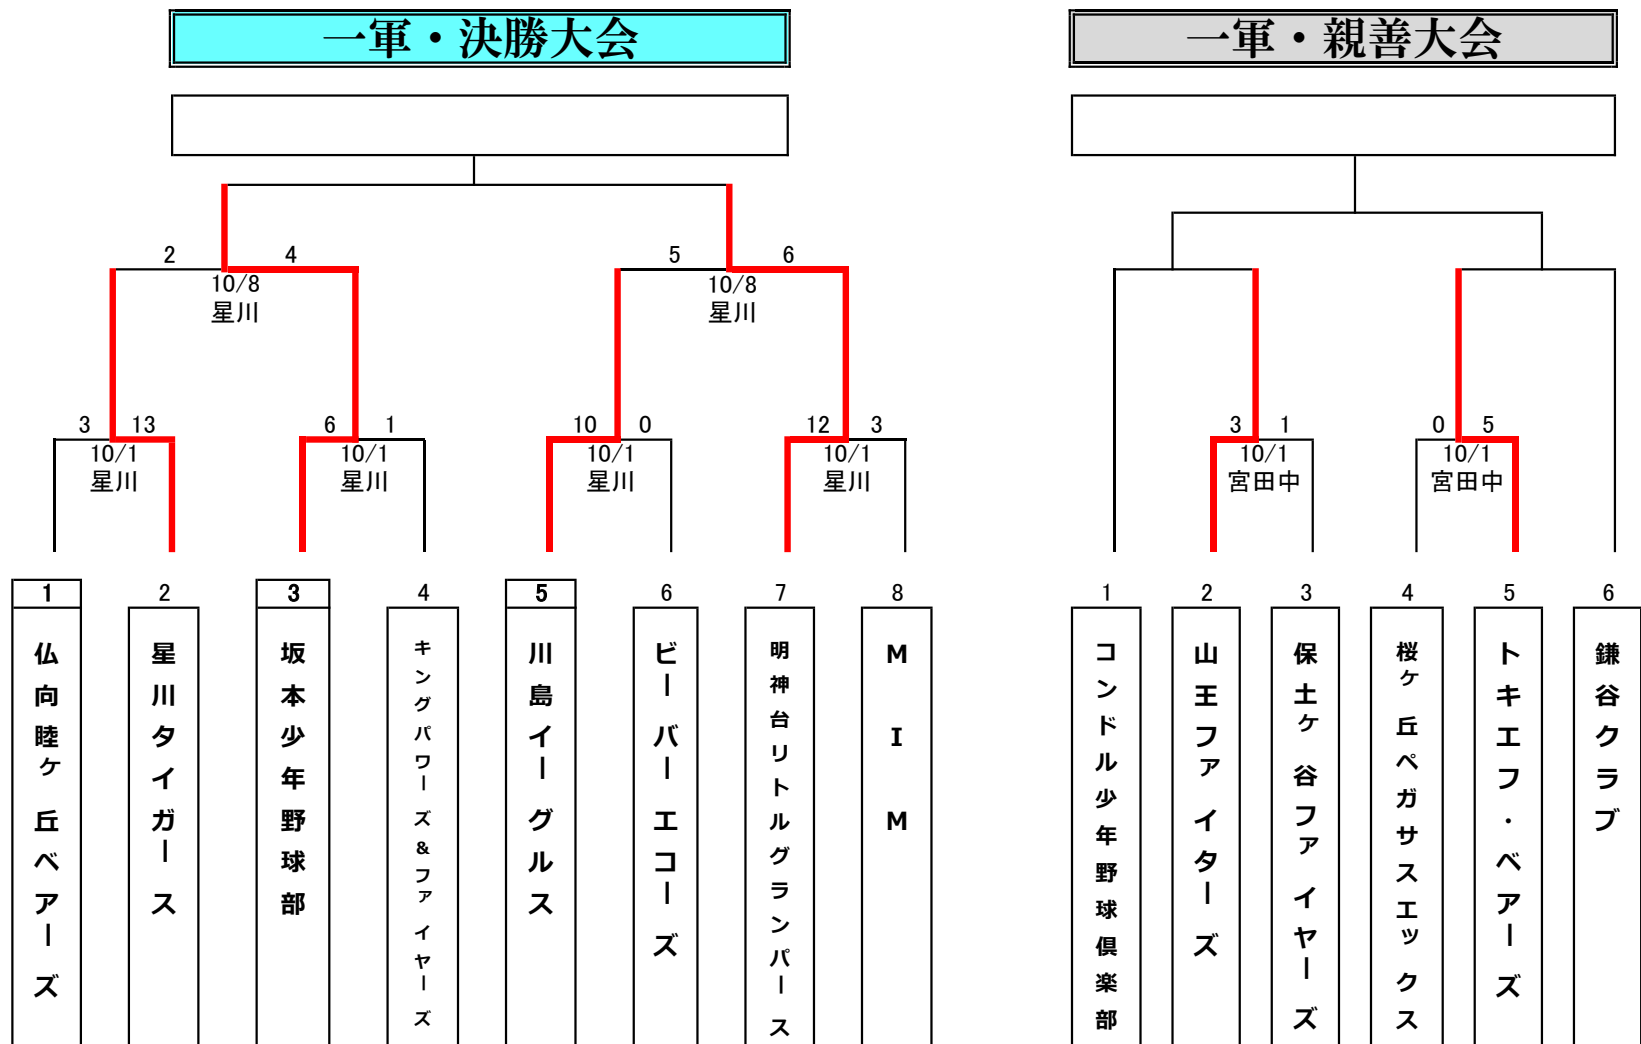 一軍・決勝大会
一軍・親善大会
2 4
10/8
星川
5 6
10/8
星川
3 13
10/1
星川
6 1
10/1
星川
10 0
10/1
星川
12 3
10/1
星川
3 1
10/1
宮田中
0 5
10/1
宮田中
1
仏向睦ケ丘ベアーズ
2
星川タイガース
3
坂本少年野球部
4
キングパワーズ&ファイヤーズ
5
川島イーグルス
6
ビーバーエコーズ
7
明神台リトルグランパース
8
MIM
1
コンドル少年野球倶楽部
2
山王ファイターズ
3
保土ケ谷ファイヤーズ
4
桜ケ丘ペガサスエックス
5
トキエフ・ベアーズ
6
鎌谷クラブ